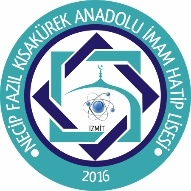 NECİP FAZIL KISAKÜREK ANADOLU İMAM HATİP LİSESİ
İZMİT
2016